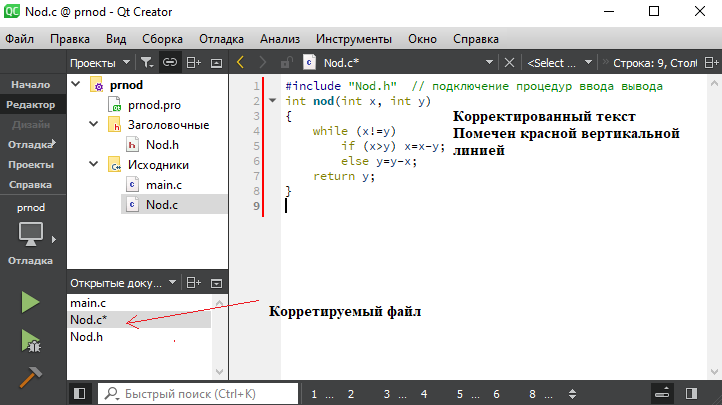 Nod.c @ prnod - Qt Creator
Файл Правка Вид Сборка Отладка Анализ Инструменты Окно Справка
Проекты
Nod.c*
<Select ...
Строка: 9, Стол
Начало
Редактор
Дизайн
Отладка
Проекты
Справка
prnod
Отладка
prnod
prnod.pro
Заголовочные
Nod.h
Исходники
main.c
Nod.c
1 #include "Nod.h" // подключение процедур ввода вывода
2 int nod(int x, int y)
3 {
4 while (x!=y)
5 if (x>y) x=x-y;
6 else y=y-x;
7 return y;
8 }
9
Корректированный текст
Помечен красной вертикальной
линией
Открытые доку...
main.c
Nod.c*
Nod.h
Корретируемый файл
Быстрый поиск (Ctrl+K)
1 ... 2 ... 3 ... 4 5 ... 6 8 ...